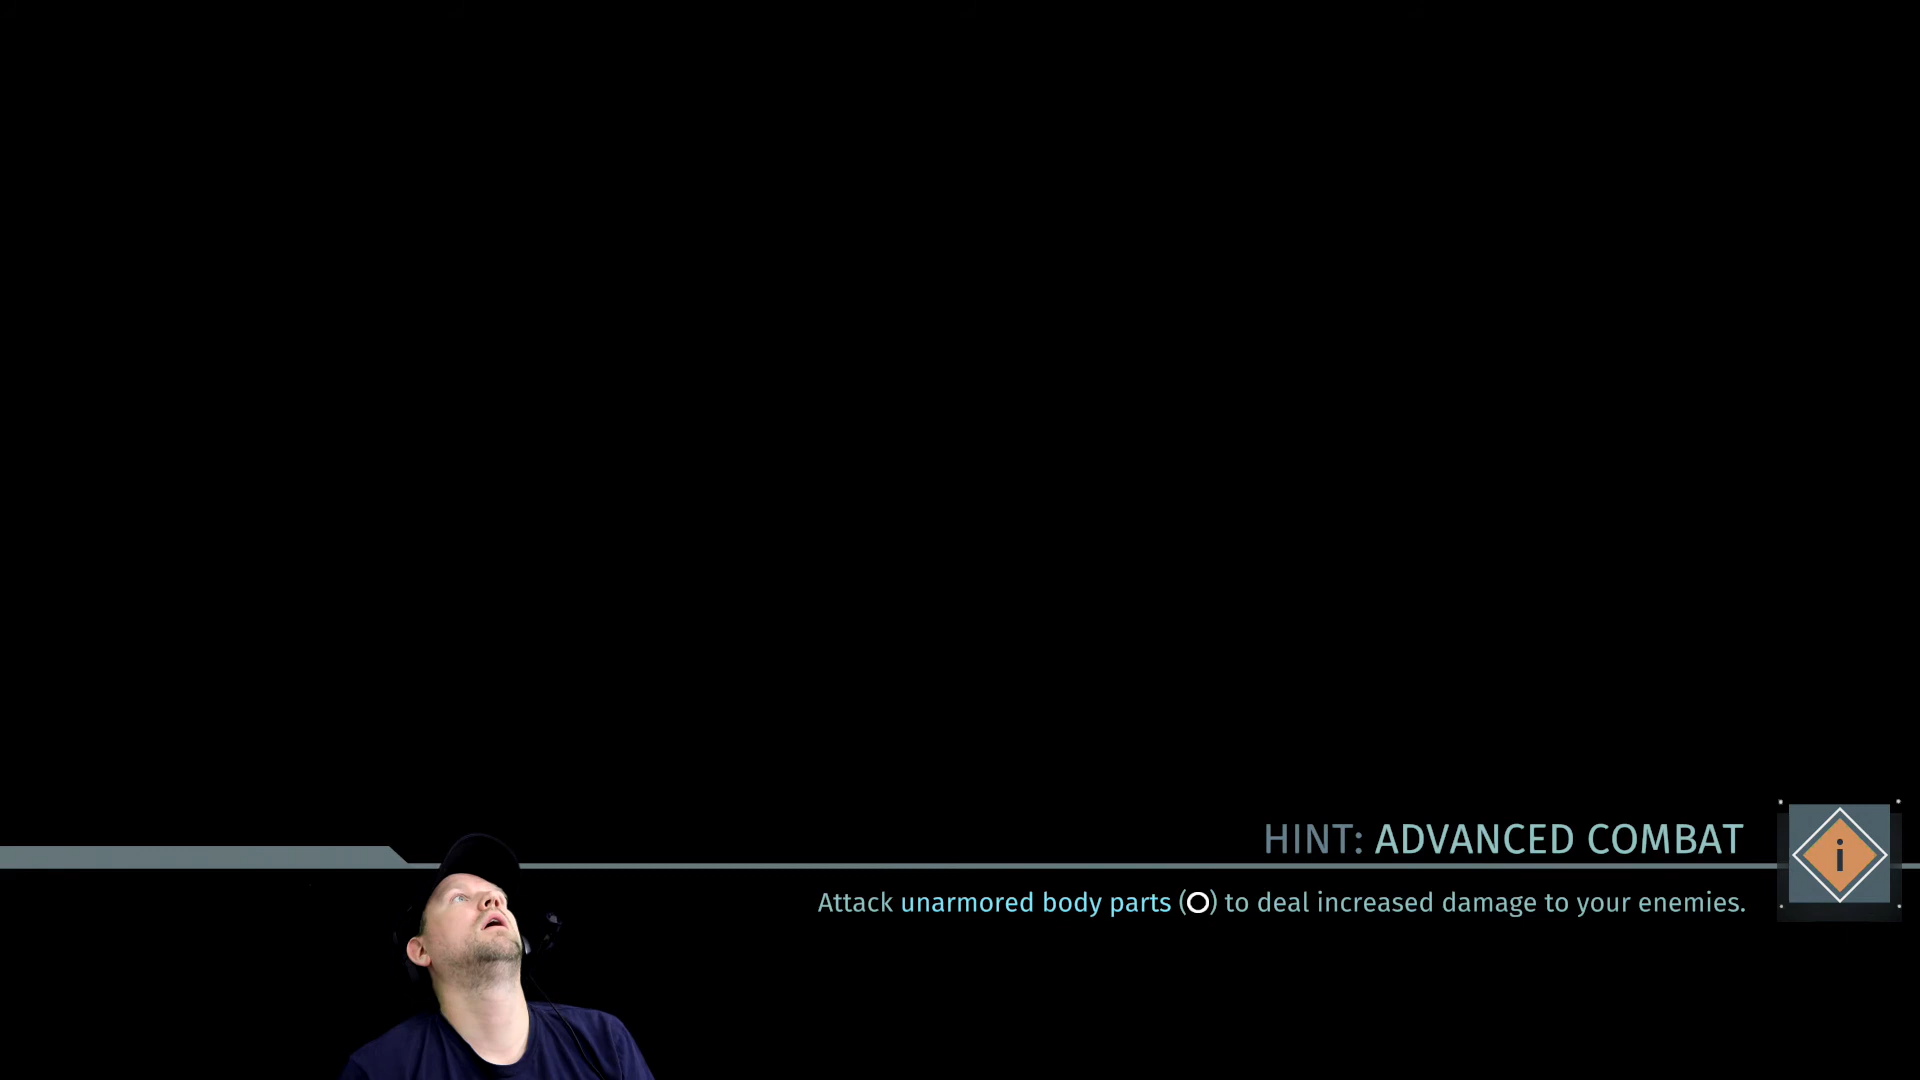 HINT: ADVANCED COMBAT
i
Attack unarmored body parts (O) to deal increased damage to your enemies.